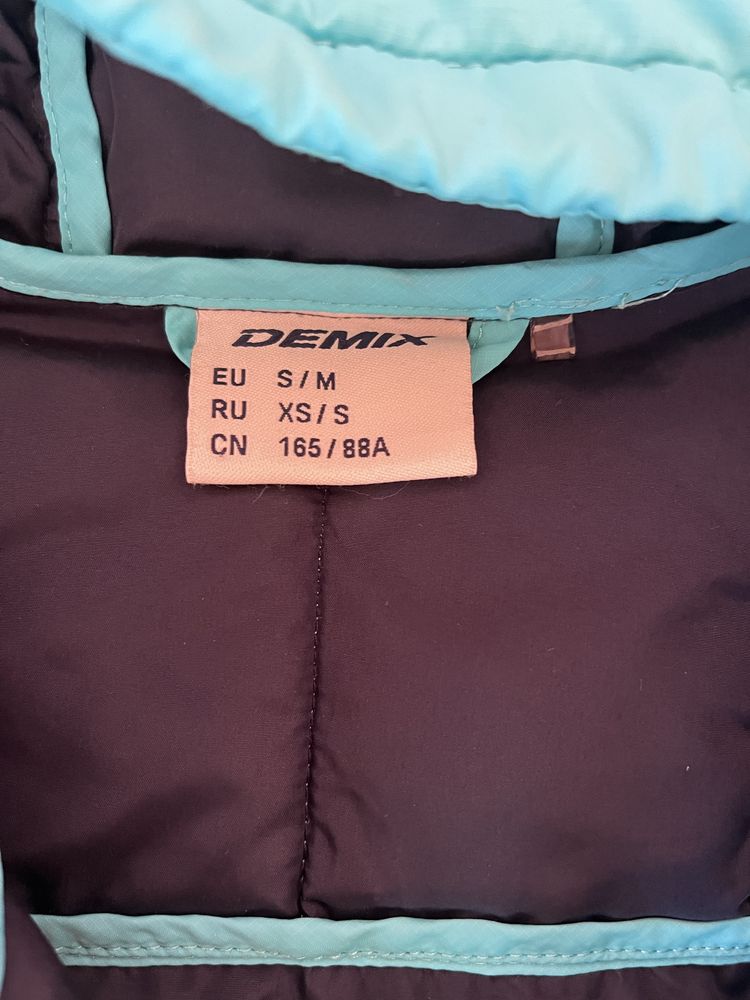 DEMIX
EU S/M
RU XS/S
CN 165/88A